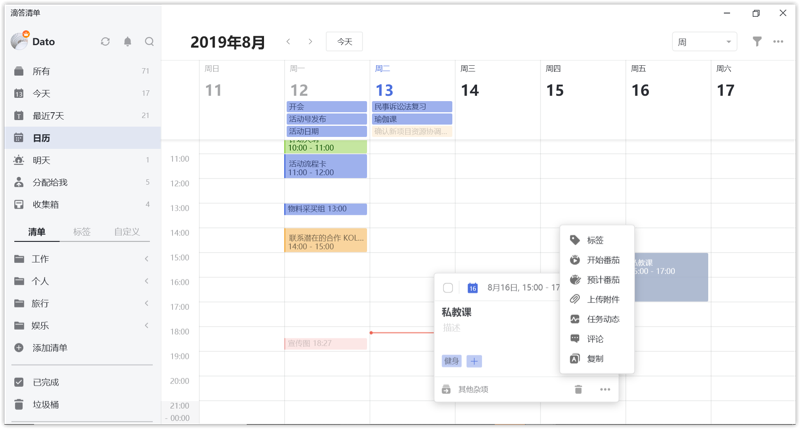 滴答清单
Dato
2019年8月
今天
周
所有 71
今天 17
最近7天 21
日历
明天 1
分配给我 5
收集箱 4
清单 标签 自定义
工作
个人
旅行
娱乐
添加清单
已完成
垃圾桶
周日 周一 周二 周三 周四 周五 周六
11 12 13 14 15 16 17
开会
活动号发布
活动日期
民事诉讼法复习
瑜伽课
确认新项目资源协调...
11:00
12:00
13:00
14:00
15:00
16:00
17:00
18:00
19:00
20:00
21:00
- 00:00
10:00 - 11:00
活动流程卡
11:00 - 12:00
物料采买组 13:00
联系潜在的合作 KOL...
14:00 - 15:00
18:27
私教课
5:00 - 17:00
16
8月16日, 15:00 - 17
私教课
描述
健身
+
其他杂项
标签
开始番茄
预计番茄
上传附件
任务动态
评论
复制